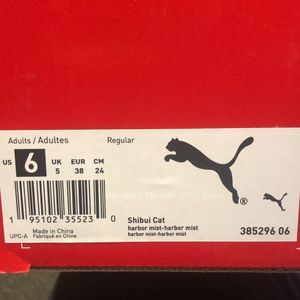 Adults / Adultes Regular
US 6 UK 5 EUR 38 CM 24
®
1 95102 35523 0
UPC-A Made in China
Fabriqué en Chine
Shibui Cat
harbor mist-harbor mist
harbor mist-harbor mist
385296 06